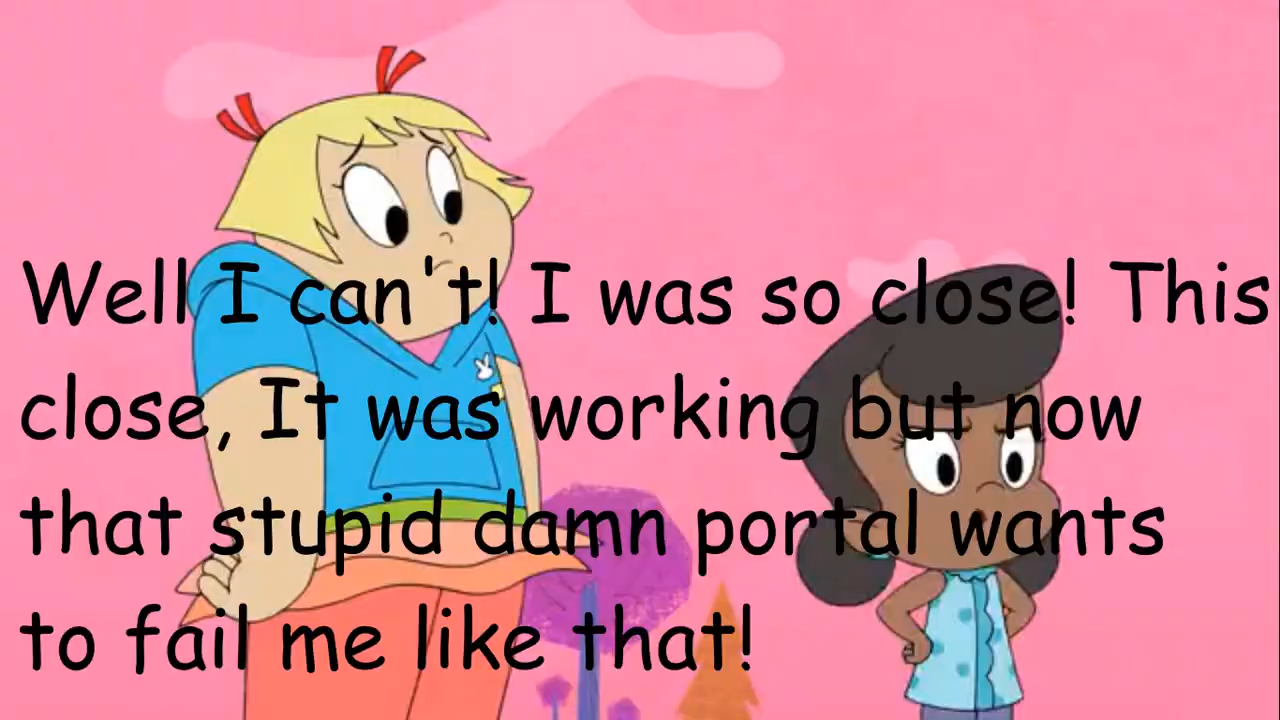 Well I can't! I was so close! This
close, It was working but now
that stupid damn portal wants
to fail me like that!